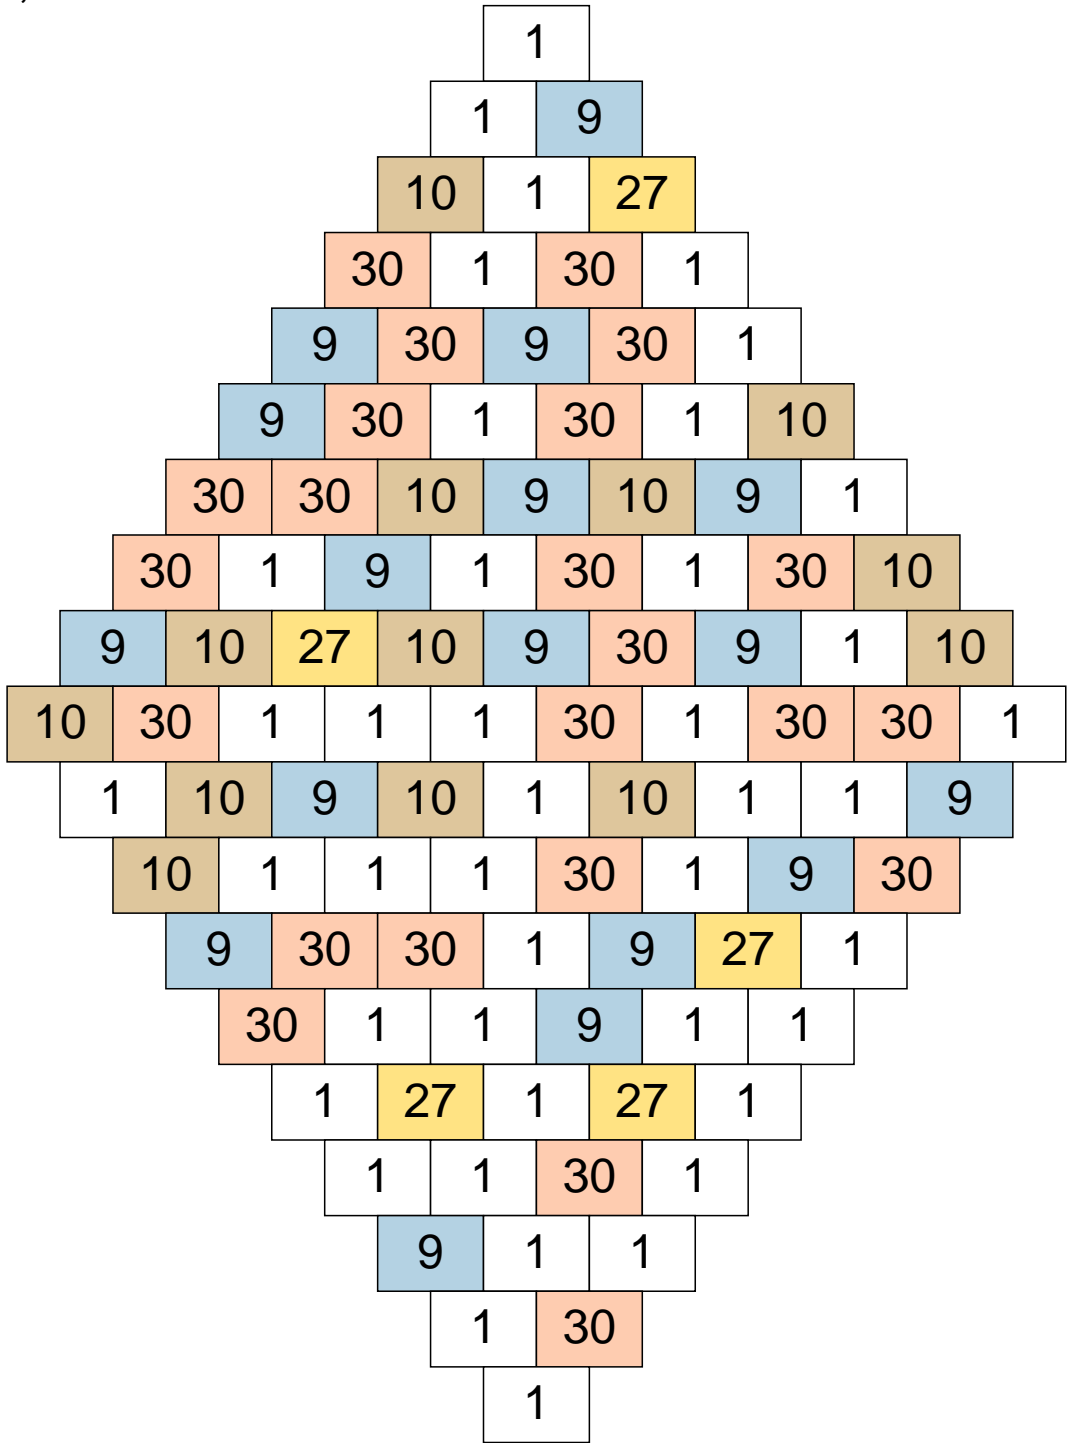 1
1 9
10 1 27
30 1 30 1
9 30 9 30 1
9 30 1 30 1 10
30 30 10 9 10 9 1
30 1 9 1 30 1 30 10
9 10 27 10 9 30 9 1 10
10 30 1 1 1 30 1 30 30 1
1 10 9 10 1 10 1 1 9
10 1 1 1 30 1 9 30
9 30 30 1 9 27 1
30 1 1 9 1 1
1 27 1 27 1
1 1 30 1
9 1 1
1 30
1